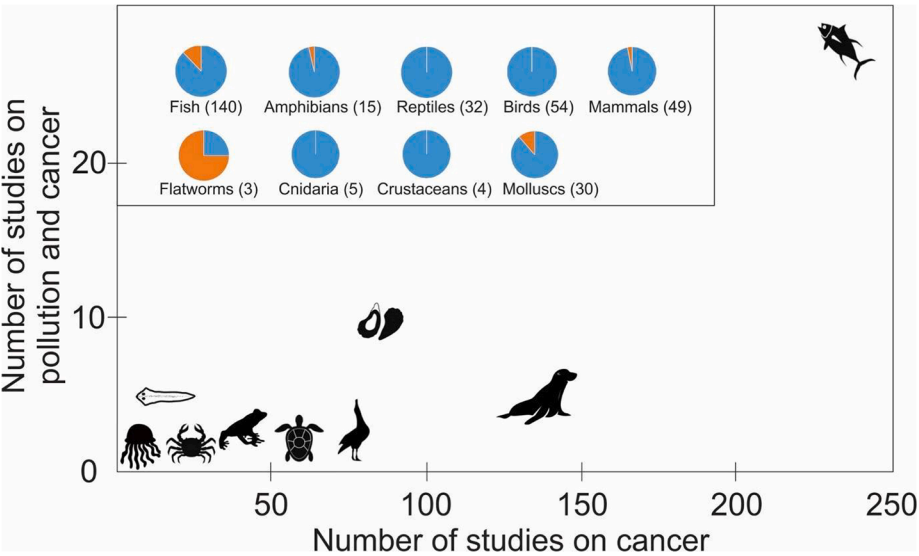 Number of studies on
pollution and cancer
Fish (140)
Amphibians (15)
Reptiles (32)
Birds (54)
Mammals (49)
Flatworms (3)
Cnidaria (5)
Crustaceans (4)
Molluscs (30)
20
10
0
50
100
150
200
250
Number of studies on cancer